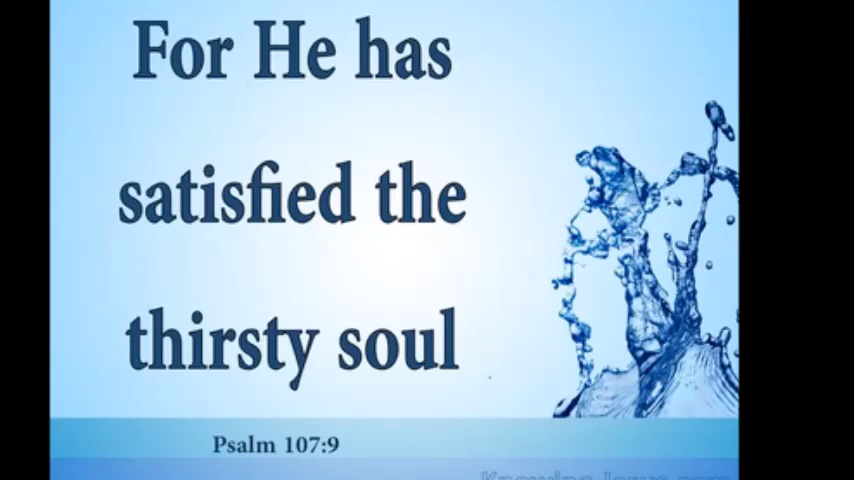 For He has
satisfied the
thirsty soul
Psalm 107:9